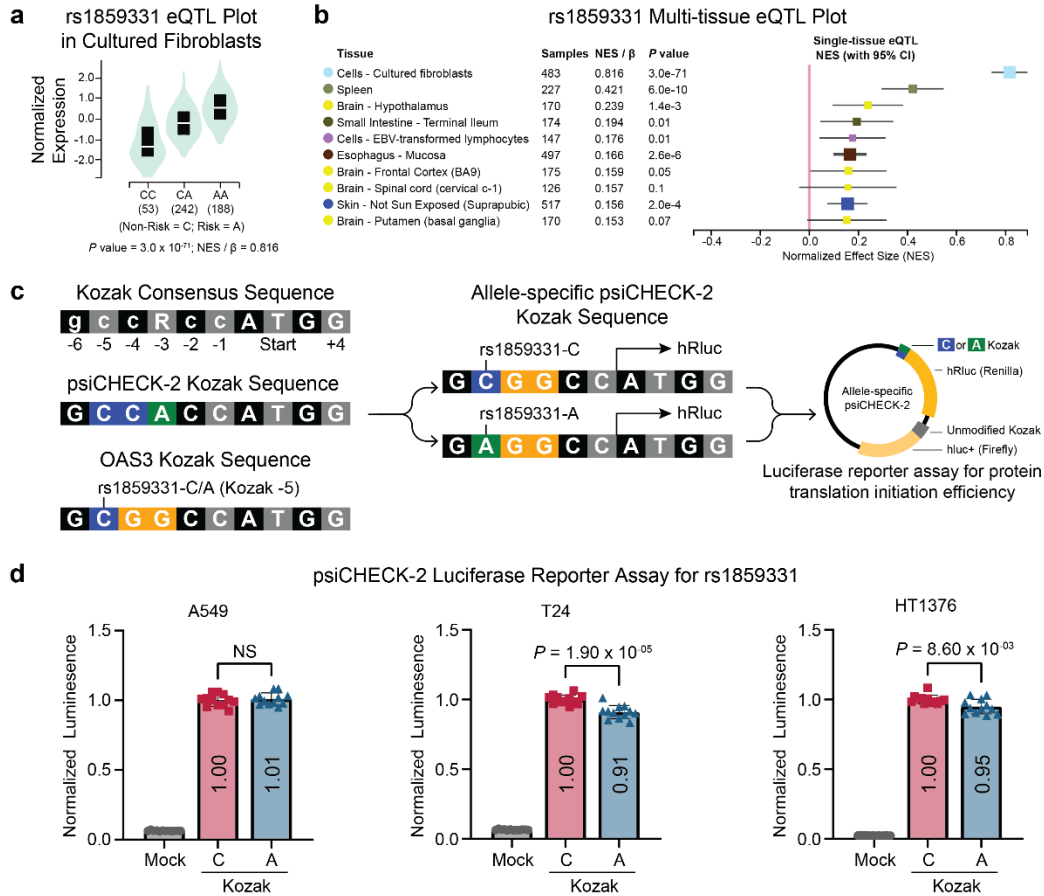 a
rs1859331 eQTL Plot
in Cultured Fibroblasts
Normalized
Expression
2.0
1.0
0.0
-1.0
-2.0
CC
CA
AA
(53)
(242)
(188)
(Non-Risk = C; Risk = A)
P value = 3.0 x 10⁻⁷¹; NES / β = 0.816
b
rs1859331 Multi-tissue eQTL Plot
Tissue Samples NES / β P value
Single-tissue eQTL
NES (with 95% CI)
Cells - Cultured fibroblasts 483 0.816 3.0e-71
Spleen 227 0.421 6.0e-10
Brain - Hypothalamus 170 0.239 1.4e-3
Small Intestine - Terminal Ileum 174 0.194 0.01
Cells - EBV-transformed lymphocytes 147 0.176 0.01
Esophagus - Mucosa 497 0.166 2.6e-6
Brain - Frontal Cortex (BA9) 175 0.159 0.05
Brain - Spinal cord (cervical c-1) 126 0.157 0.1
Skin - Not Sun Exposed (Suprapubic) 517 0.156 2.0e-4
Brain - Putamen (basal ganglia) 170 0.153 0.07
-0.4 -0.2 0.0 0.2 0.4 0.6 0.8
Normalized Effect Size (NES)
c
Kozak Consensus Sequence
g c c R c c A T G G
-6 -5 -4 -3 -2 -1 Start +4
psiCHECK-2 Kozak Sequence
G C C A C C A T G G
OAS3 Kozak Sequence
rs1859331-C/A (Kozak -5)
G C G G C C A T G G
Allele-specific psiCHECK-2
Kozak Sequence
rs1859331-C
hRluc
G C G G C C A T G G
rs1859331-A
hRluc
G A G G C C A T G G
Allele-specific
psiCHECK-2
C or A Kozak
hRluc (Renilla)
Unmodified Kozak
hluc+ (Firefly)
Luciferase reporter assay for protein
translation initiation efficiency
d
psiCHECK-2 Luciferase Reporter Assay for rs1859331
A549
Normalized Luminesence
1.5
1.0
0.5
0.0
NS
1.00
1.01
Mock
C
A
Kozak
T24
Normalized Luminesence
1.5
1.0
0.5
0.0
P = 1.90 x 10⁻⁰⁵
1.00
0.91
Mock
C
A
Kozak
HT1376
Normalized Luminesence
1.5
1.0
0.5
0.0
P = 8.60 x 10⁻⁰³
1.00
0.95
Mock
C
A
Kozak